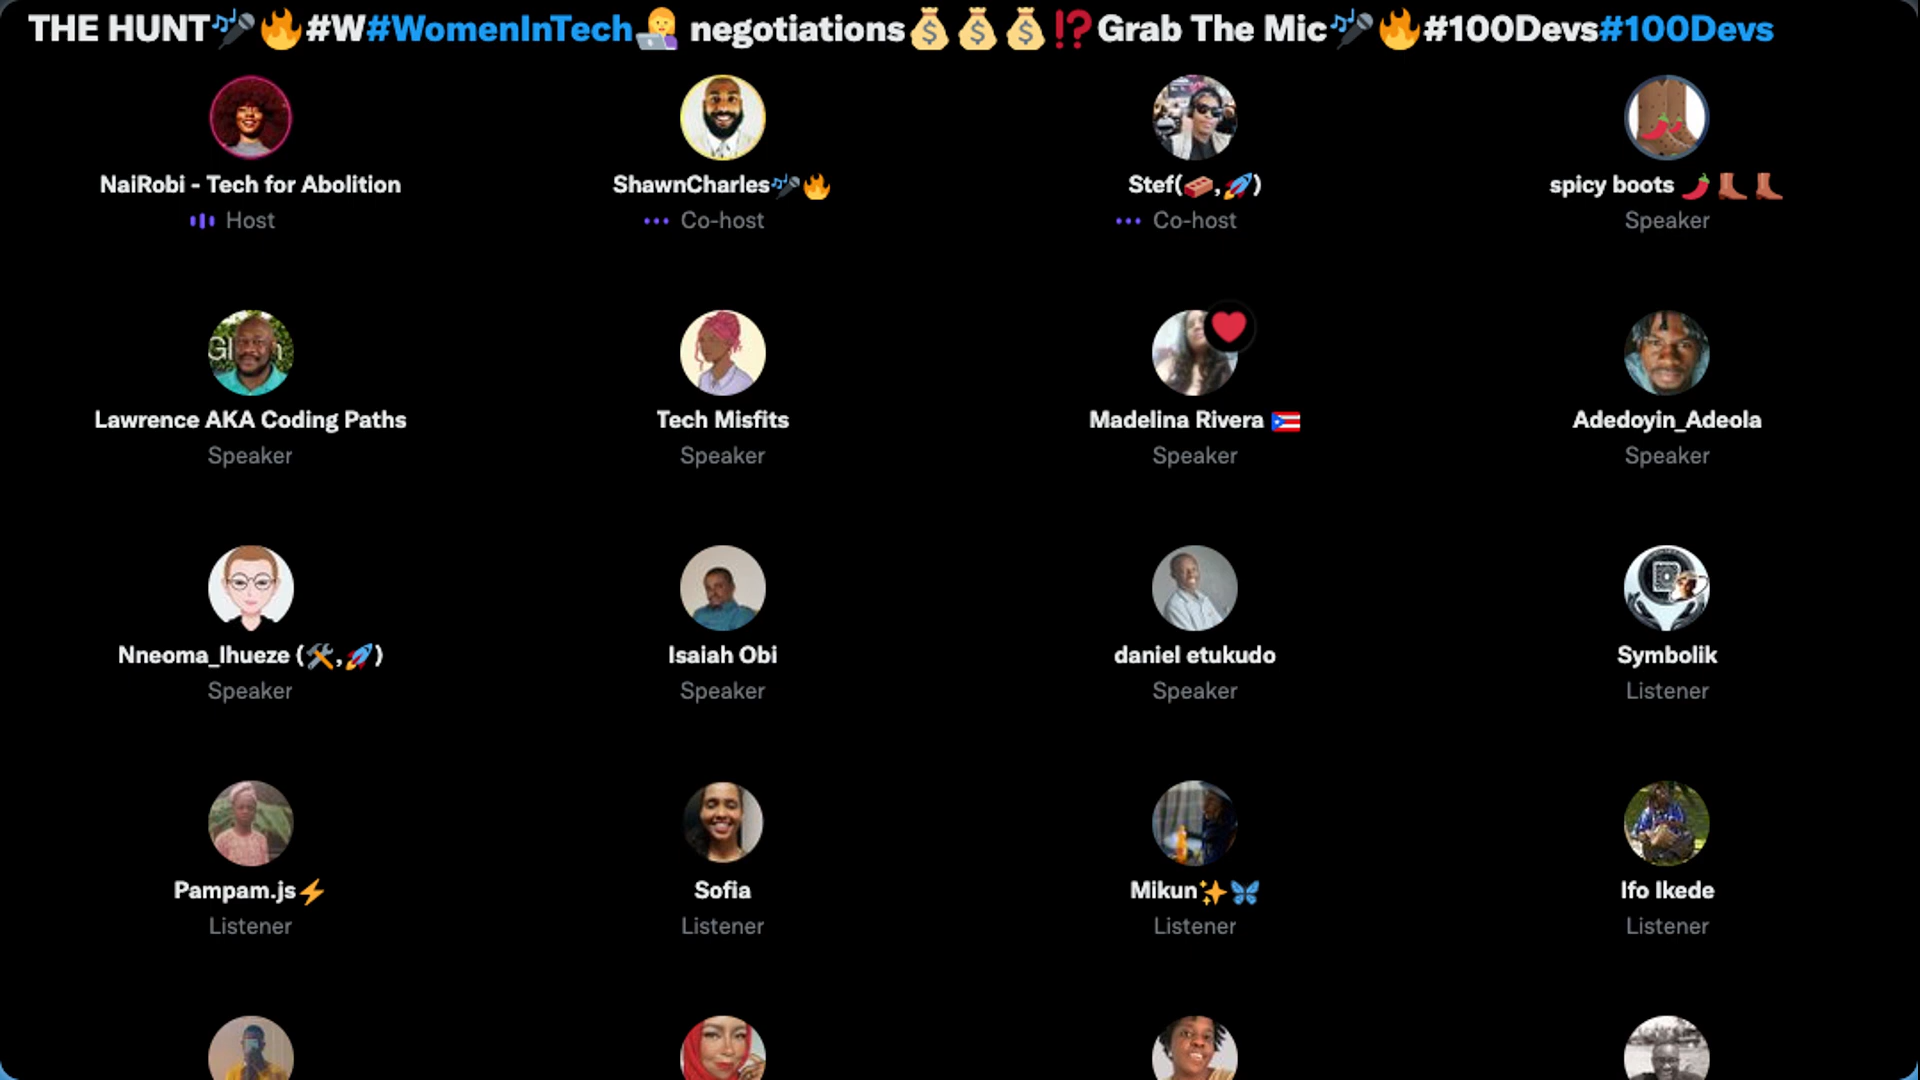 THE HUNT🎤🔥#W#WomenInTech👩‍💻 negotiations💰💰💰⁉️Grab The Mic🎤🔥#100Devs#100Devs
NaiRobi - Tech for Abolition
Host
ShawnCharles🎤🔥
Co-host
Stef(🧱,🚀)
Co-host
spicy boots 🌶️👢👢
Speaker
Lawrence AKA Coding Paths
Speaker
Tech Misfits
Speaker
Madelina Rivera 🇵🇷
Speaker
Adedoyin_Adeola
Speaker
Nneoma_Ihueze (🛠️,🚀)
Speaker
Isaiah Obi
Speaker
daniel etukudo
Speaker
Symbolik
Listener
Pampam.js⚡
Listener
Sofia
Listener
Mikun✨🦋
Listener
Ifo Ikede
Listener